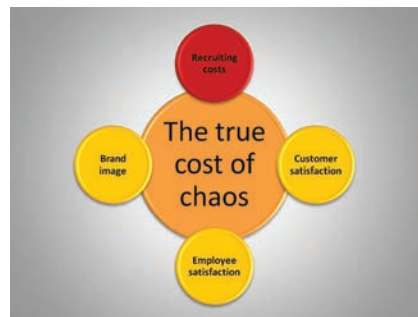 Recruiting
costs
The true
cost of
chaos
Brand
image
Customer
satisfaction
Employee
satisfaction